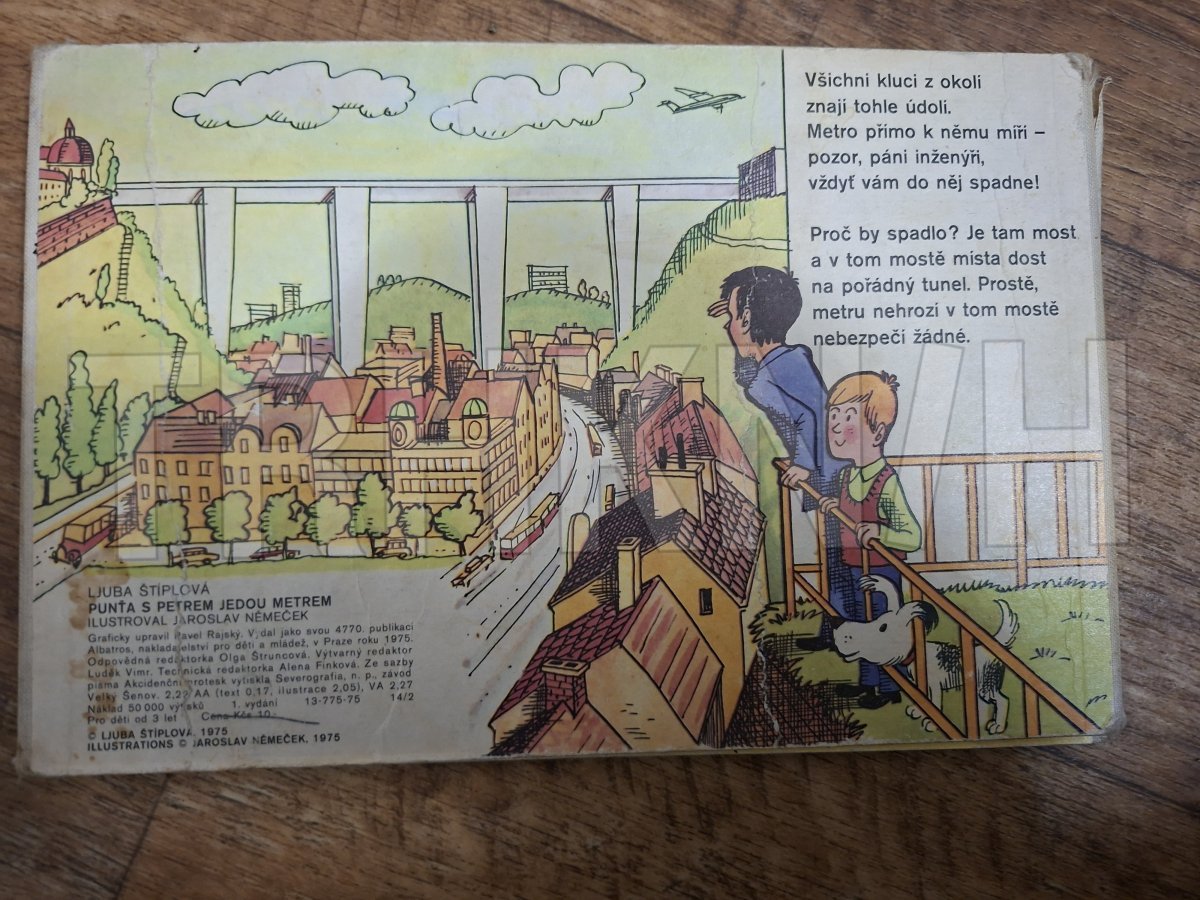 Všichni kluci z okolí
znají tohle údolí.
Metro přímo k němu míří –
pozor, páni inženýři,
vždyť vám do něj spadne!
Proč by spadlo? Je tam most
a v tom mostě místa dost
na pořádný tunel. Prostě,
metru nehrozí v tom mostě
nebezpečí žádné.
LJUBA ŠTÍPLOVÁ
PUNŤA S PETREM JEDOU METREM
ILUSTROVAL JAROSLAV NĚMEČEK
Graficky upravil Pavel Rajský. Vydal jako svou 4770. publikaci
Albatros, nakladatelství pro děti a mládež, v Praze roku 1975.
Odpovědná redaktorka Olga Štruncová. Výtvarný redaktor
Luděk Vimr. Technická redaktorka Alena Finková. Ze sazby
písma Akcidenční grotesk vytiskla Severografia, n. p., závod
Velký Šenov. 2,22 AA (text 0,17, ilustrace 2,05), VA 2,27
Náklad 50 000 výtisků 1. vydání 13-775-75 14/2
Pro děti od 3 let Cena Kčs 10,-
© LJUBA ŠTÍPLOVÁ, 1975
ILLUSTRATIONS © JAROSLAV NĚMEČEK, 1975